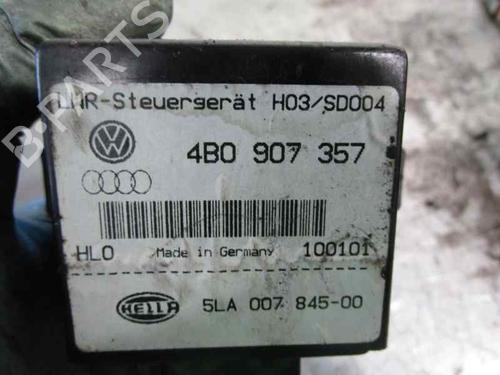 LWR-Steuergerät H03/SD004
4B0 907 357
HLO Made in Germany 100101
HELLA 5LA 007 845-00
B-PARTS